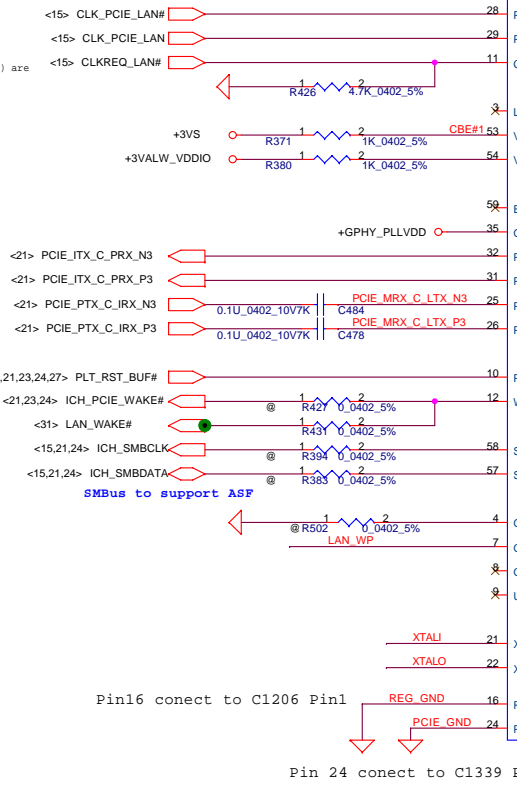 <15> CLK_PCIE_LAN# 28
<15> CLK_PCIE_LAN 29
<15> CLKREQ_LAN# 11
) are
R426 1 2 4.7K_0402_5%
3
+3VS R371 1 2 1K_0402_5% CBE#1 53
+3VALW_VDDIO R380 1 2 1K_0402_5% 54
59
+GPHY_PLLVDD 35
<21> PCIE_ITX_C_PRX_N3 32
<21> PCIE_ITX_C_PRX_P3 31
<21> PCIE_PTX_C_IRX_N3 0.1U_0402_10V7K C484 PCIE_MRX_C_LTX_N3 25
<21> PCIE_PTX_C_IRX_P3 0.1U_0402_10V7K C478 PCIE_MRX_C_LTX_P3 26
,21,23,24,27> PLT_RST_BUF# 10
<21,23,24> ICH_PCIE_WAKE# @ R427 1 2 0_0402_5% 12
<31> LAN_WAKE# R431 1 2 0_0402_5%
<15,21,24> ICH_SMBCLK @ R394 1 2 0_0402_5% 58
<15,21,24> ICH_SMBDATA @ R383 1 2 0_0402_5% 57
SMBus to support ASF
@ R502 1 2 0_0402_5% 4
LAN_WP 7
8
9
XTALI 21
XTALO 22
Pin16 conect to C1206 Pin1 REG_GND 16
PCIE_GND 24
Pin 24 conect to C1339 P